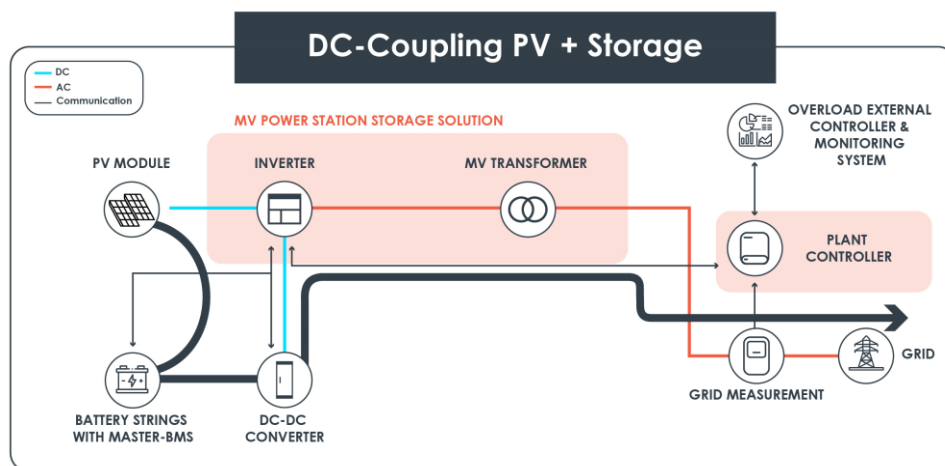 DC-Coupling PV + Storage
DC
AC
Communication
MV POWER STATION STORAGE SOLUTION
PV MODULE
INVERTER
MV TRANSFORMER
OVERLOAD EXTERNAL
CONTROLLER &
MONITORING
SYSTEM
PLANT
CONTROLLER
GRID
GRID MEASUREMENT
BATTERY STRINGS
WITH MASTER-BMS
DC-DC
CONVERTER